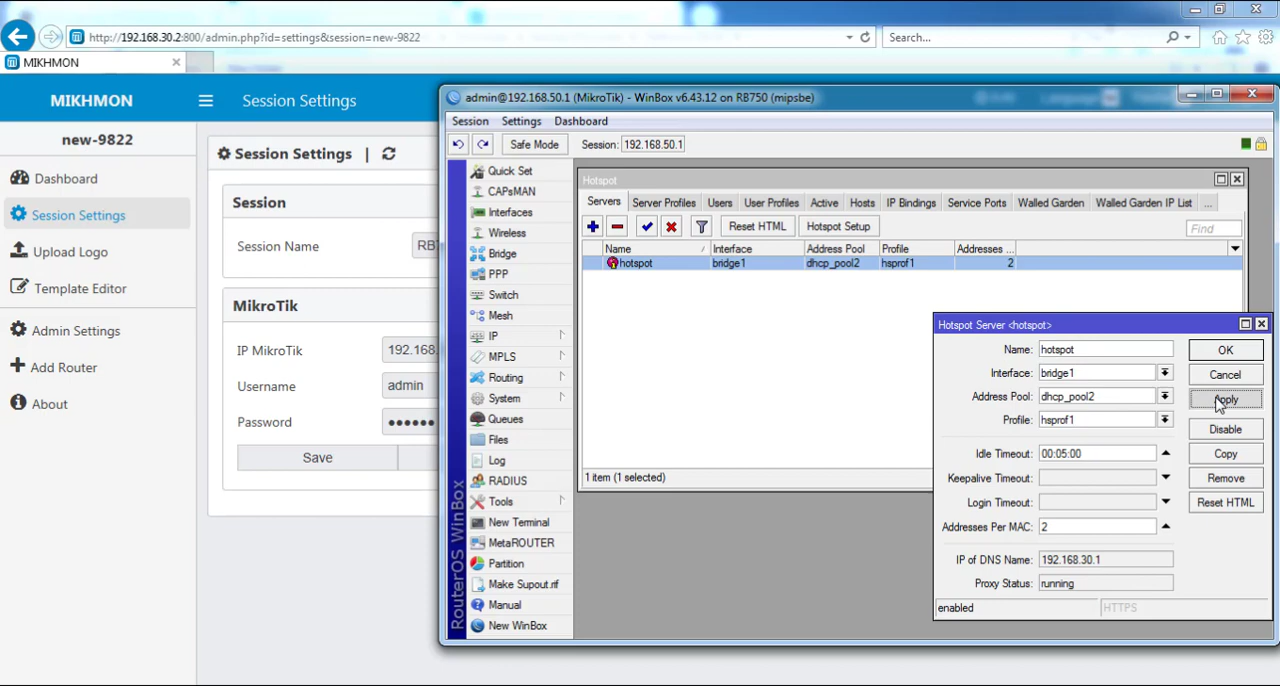 http://192.168.30.2:800/admin.php?id=settings&session=new-9822
Search...
MIKHMON
MIKHMON
Session Settings
new-9822
Dashboard
Session Settings
Upload Logo
Template Editor
Admin Settings
Add Router
About
Session Settings |
Session
Session Name
RB
MikroTik
IP MikroTik
192.168.
Username
admin
Password
••••••
Save
admin@192.168.50.1 (MikroTik) - WinBox v6.43.12 on RB750 (mipsbe)
Session Settings Dashboard
Safe Mode
Session: 192.168.50.1
RouterOS WinBox
Quick Set
CAPsMAN
Interfaces
Wireless
Bridge
PPP
Switch
Mesh
IP
MPLS
Routing
System
Queues
Files
Log
RADIUS
Tools
New Terminal
MetaROUTER
Partition
Make Supout.rif
Manual
New WinBox
Hotspot
Servers Server Profiles Users User Profiles Active Hosts IP Bindings Service Ports Walled Garden Walled Garden IP List ...
Reset HTML Hotspot Setup
Find
Name Interface Address Pool Profile Addresses ...
hotspot bridge1 dhcp_pool2 hsprof1 2
1 item (1 selected)
Hotspot Server <hotspot>
Name: hotspot
Interface: bridge1
Address Pool: dhcp_pool2
Profile: hsprof1
Idle Timeout: 00:05:00
Keepalive Timeout:
Login Timeout:
Addresses Per MAC: 2
IP of DNS Name: 192.168.30.1
Proxy Status: running
enabled
HTTPS
OK
Cancel
Apply
Disable
Copy
Remove
Reset HTML